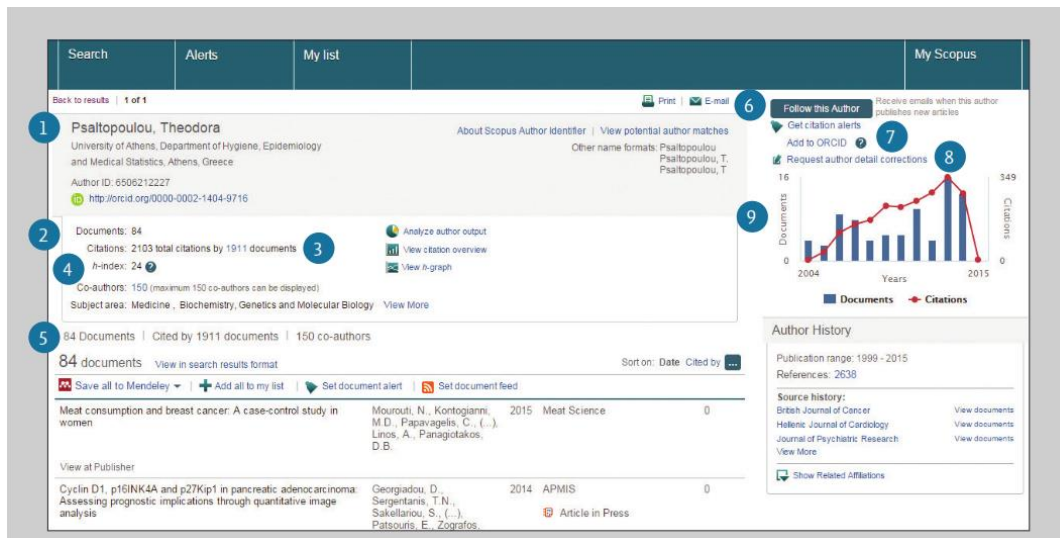 Search Alerts My list My Scopus
Back to results | 1 of 1
Print | E-mail
1
Psaltopoulou, Theodora
University of Athens, Department of Hygiene, Epidemiology
and Medical Statistics, Athens, Greece
Author ID: 6506212227
iD http://orcid.org/0000-0002-1404-9716
About Scopus Author Identifier | View potential author matches
Other name formats: Psaltopoulou
Psaltopoulou, T.
Psaltopoulou, T
2
Documents: 84
Citations: 2103 total citations by 1911 documents
3
4
h-index: 24 ?
Co-authors: 150 (maximum 150 co-authors can be displayed)
Subject area: Medicine , Biochemistry, Genetics and Molecular Biology View More
Analyze author output
View citation overview
View h-graph
5
84 Documents | Cited by 1911 documents | 150 co-authors
84 documents View in search results format
Sort on: Date Cited by ...
Save all to Mendeley | Add all to my list | Set document alert | Set document feed
Meat consumption and breast cancer: A case-control study in
women
Mourouti, N., Kontogianni,
M.D., Papavagelis, C., (...),
Linos, A., Panagiotakos,
D.B.
2015 Meat Science 0
View at Publisher
Cyclin D1, p16INK4A and p27Kip1 in pancreatic adenocarcinoma:
Assessing prognostic implications through quantitative image
analysis
Georgiadou, D.,
Sergentanis, T.N.,
Sakellariou, S., (...),
Patsouris, E., Zografos,
2014 APMIS 0
Article in Press
6
Follow this Author
Receive emails when this author
publishes new articles
Get citation alerts
Add to ORCID ?
7
Request author detail corrections
8
9
16 349
Documents
Citations
0 0
2004 2015
Years
Documents Citations
Author History
Publication range: 1999 - 2015
References: 2638
Source history:
British Journal of Cancer View documents
Hellenic Journal of Cardiology View documents
Journal of Psychiatric Research View documents
View More
Show Related Affiliations